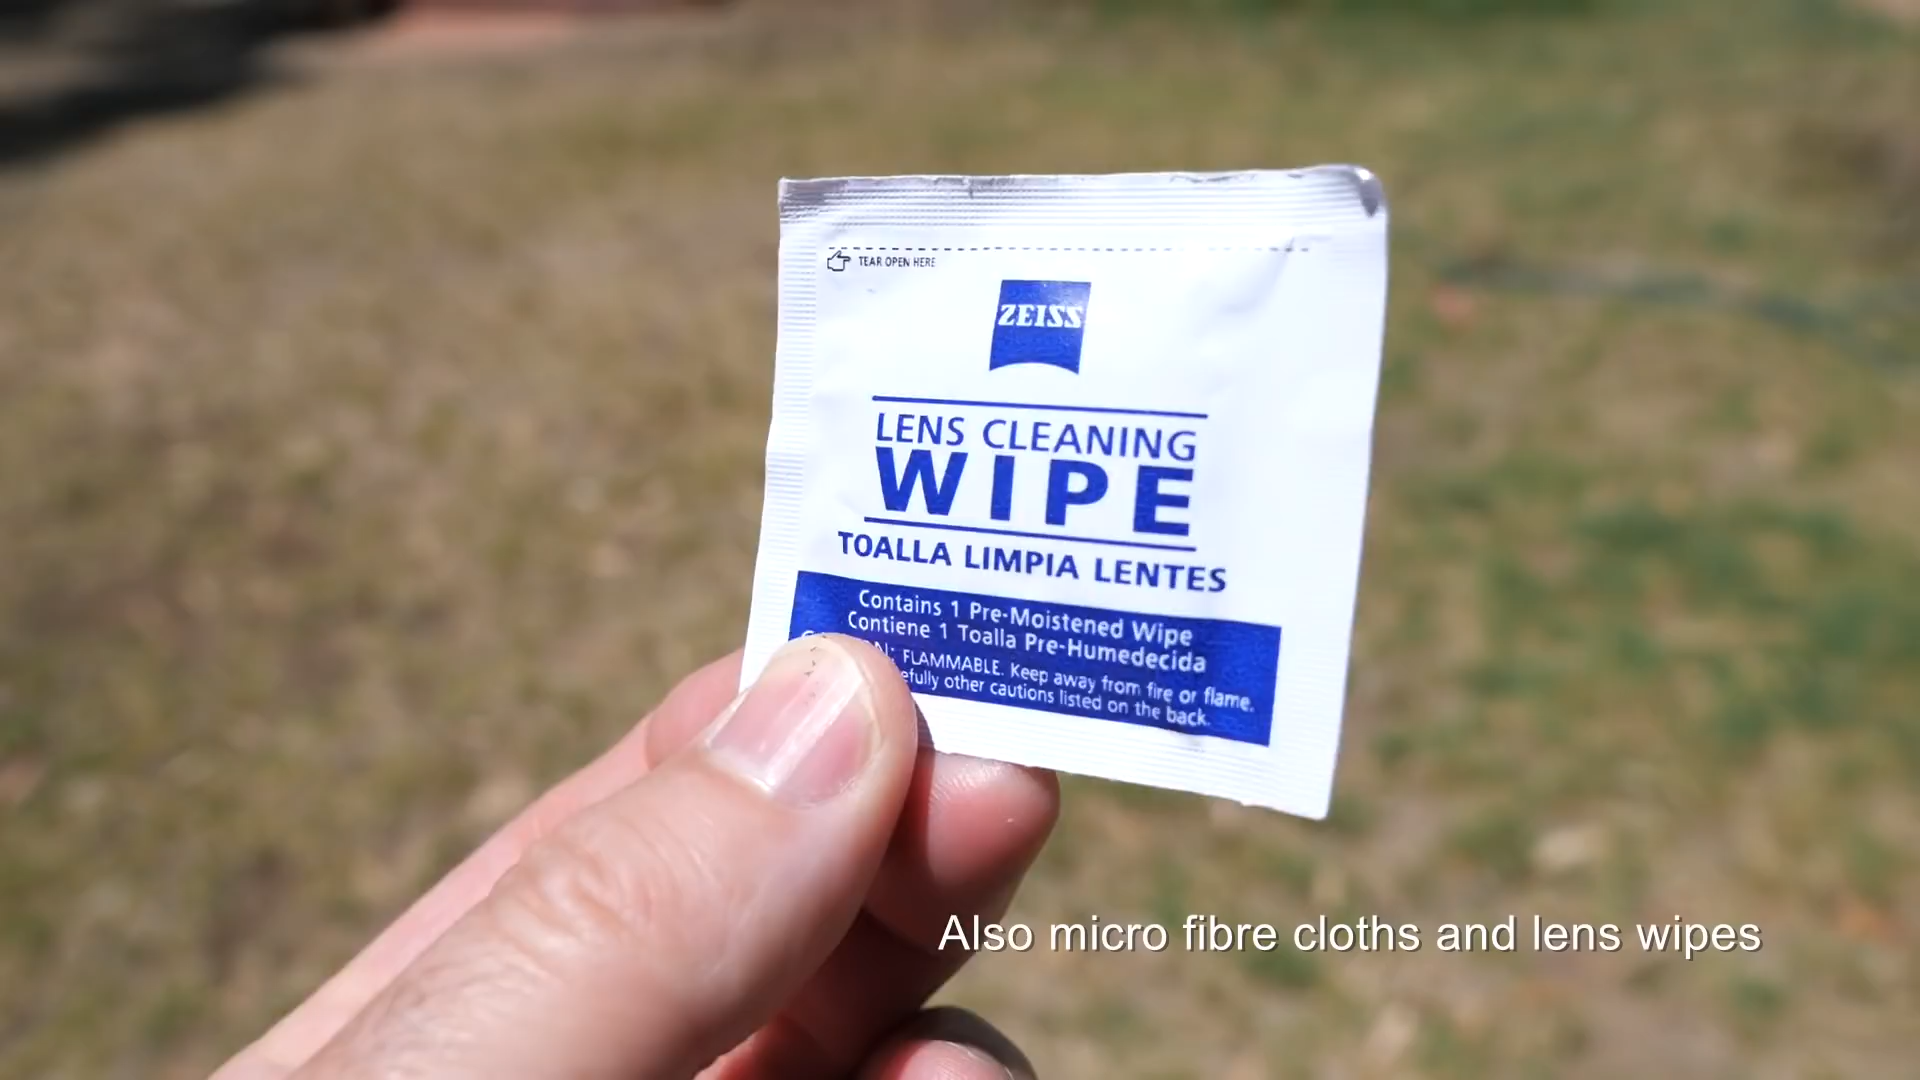 TEAR OPEN HERE
ZEISS
LENS CLEANING
WIPE
TOALLA LIMPIA LENTES
Contains 1 Pre-Moistened Wipe
Contiene 1 Toalla Pre-Humedecida
FLAMMABLE. Keep away from fire or flame.
other cautions listed on the back.
Also micro fibre cloths and lens wipes